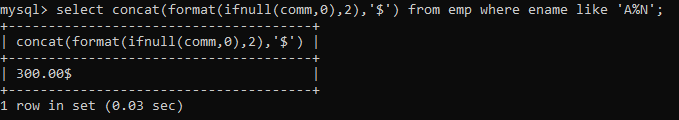 mysql> select concat(format(ifnull(comm,0),2),'$') from emp where ename like 'A%N';
+--------------------------------------+
| concat(format(ifnull(comm,0),2),'$') |
+--------------------------------------+
| 300.00$                              |
+--------------------------------------+
1 row in set (0.03 sec)